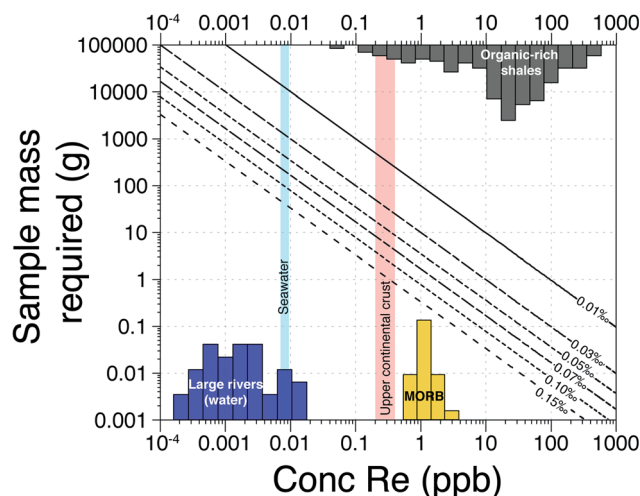 10-4 0.001 0.01 0.1 1 10 100 1000
100000
10000
1000
100
10
1
0.1
0.01
0.001
Sample mass
required (g)
Organic-rich
shales
Seawater
Upper continental crust
Large rivers
(water)
MORB
0.01‰
0.03‰
0.05‰
0.07‰
0.10‰
0.15‰
10-4 0.001 0.01 0.1 1 10 100 1000
Conc Re (ppb)